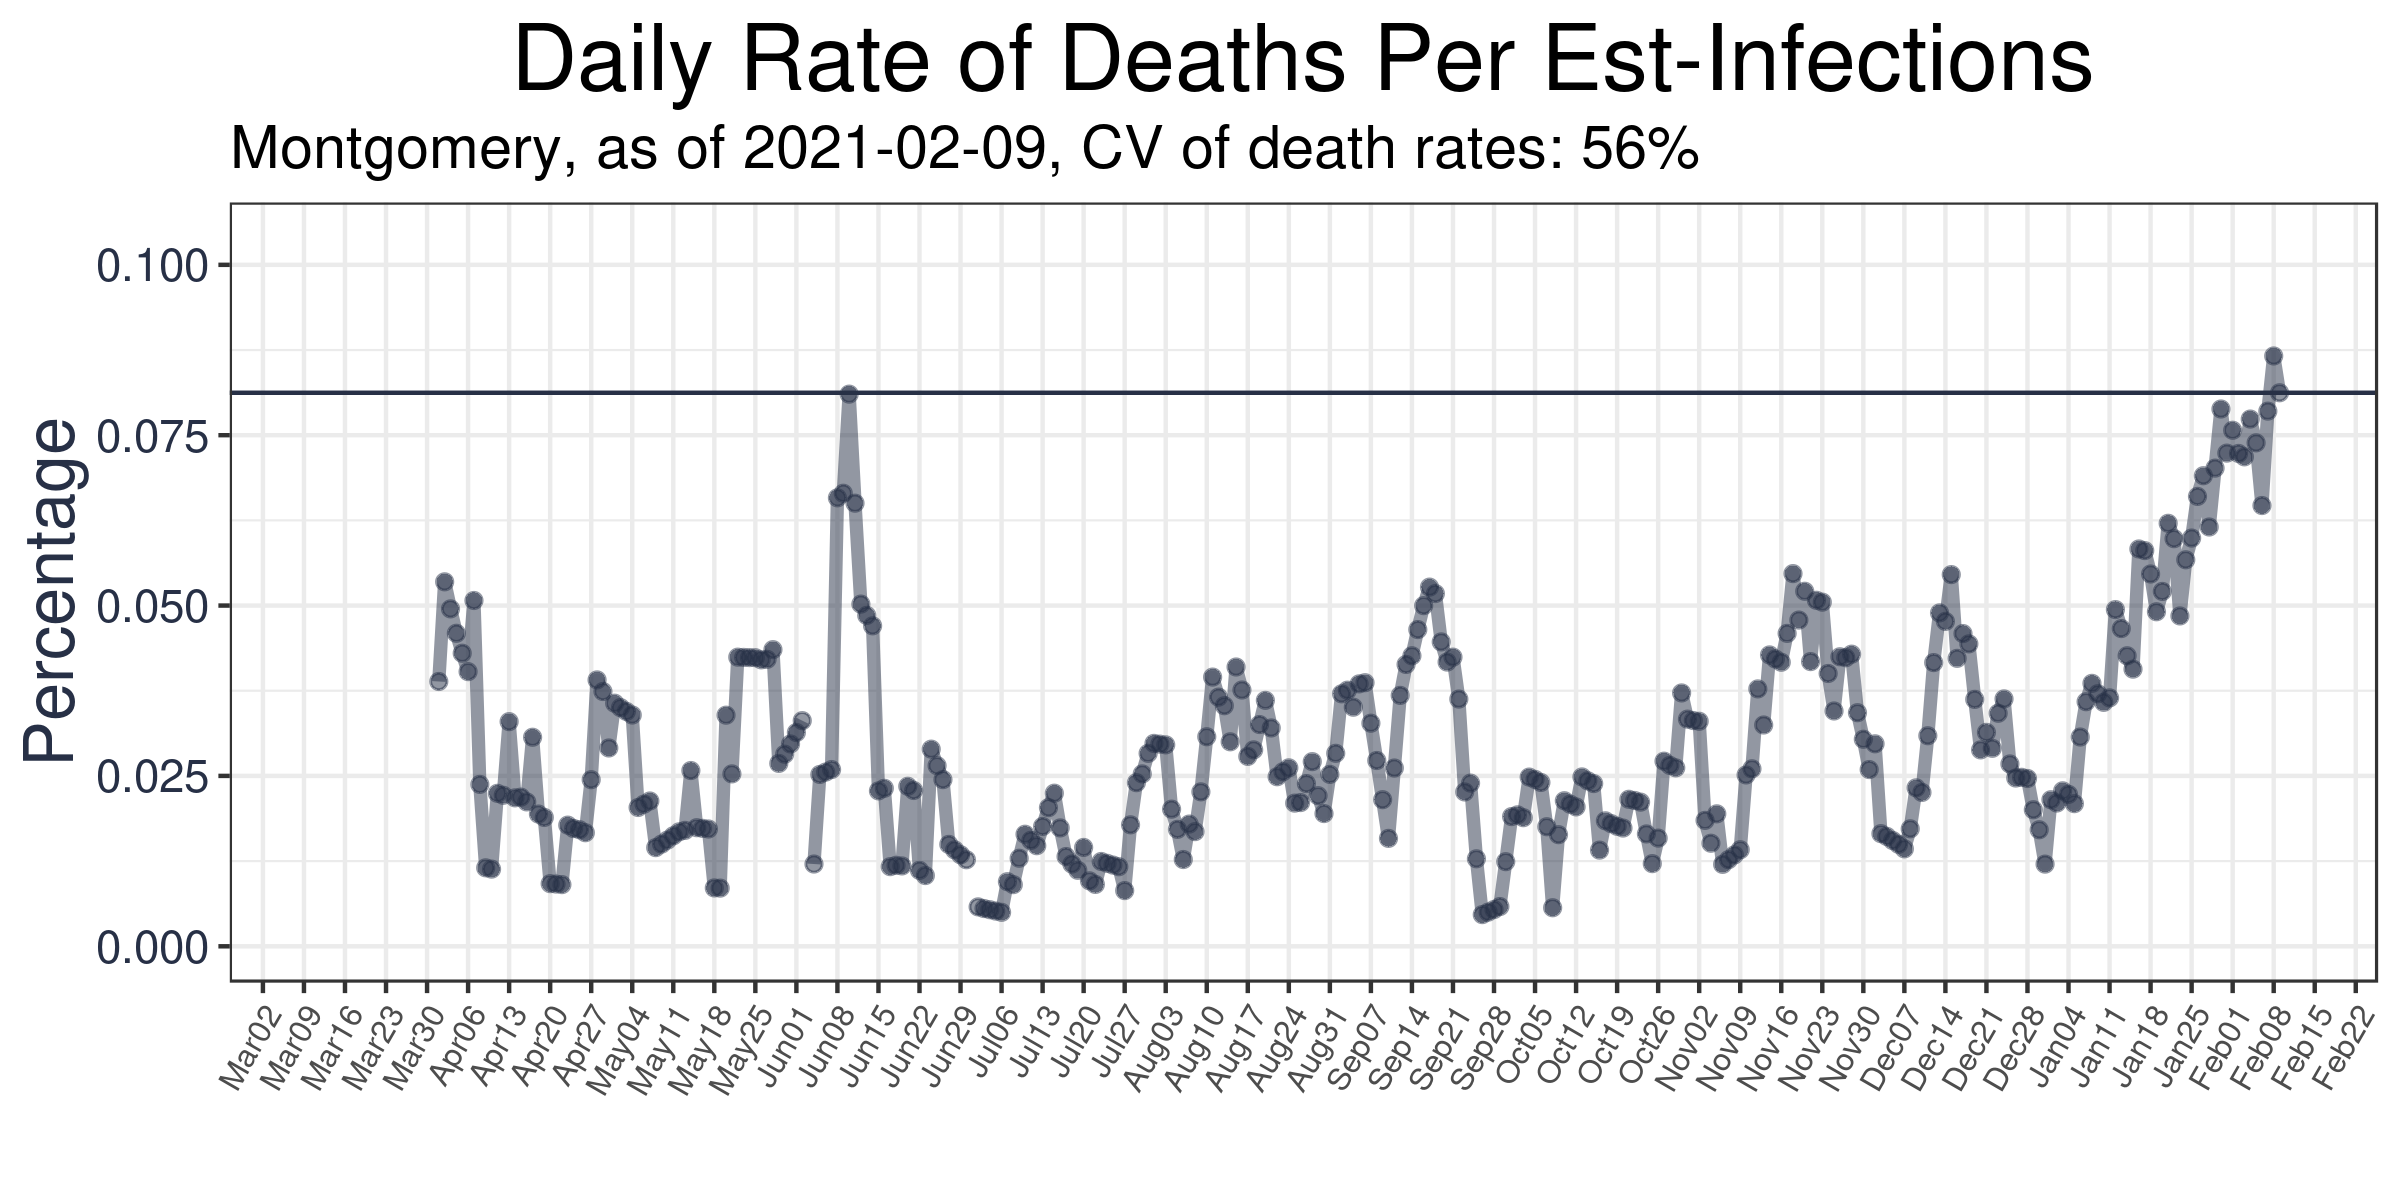 Daily Rate of Deaths Per Est-Infections
Montgomery, as of 2021-02-09, CV of death rates: 56%
Percentage
0.100
0.075
0.050
0.025
0.000
Mar02
Mar09
Mar16
Mar23
Mar30
Apr06
Apr13
Apr20
Apr27
May04
May11
May18
May25
Jun01
Jun08
Jun15
Jun22
Jun29
Jul06
Jul13
Jul20
Jul27
Aug03
Aug10
Aug17
Aug24
Aug31
Sep07
Sep14
Sep21
Sep28
Oct05
Oct12
Oct19
Oct26
Nov02
Nov09
Nov16
Nov23
Nov30
Dec07
Dec14
Dec21
Dec28
Jan04
Jan11
Jan18
Jan25
Feb01
Feb08
Feb15
Feb22